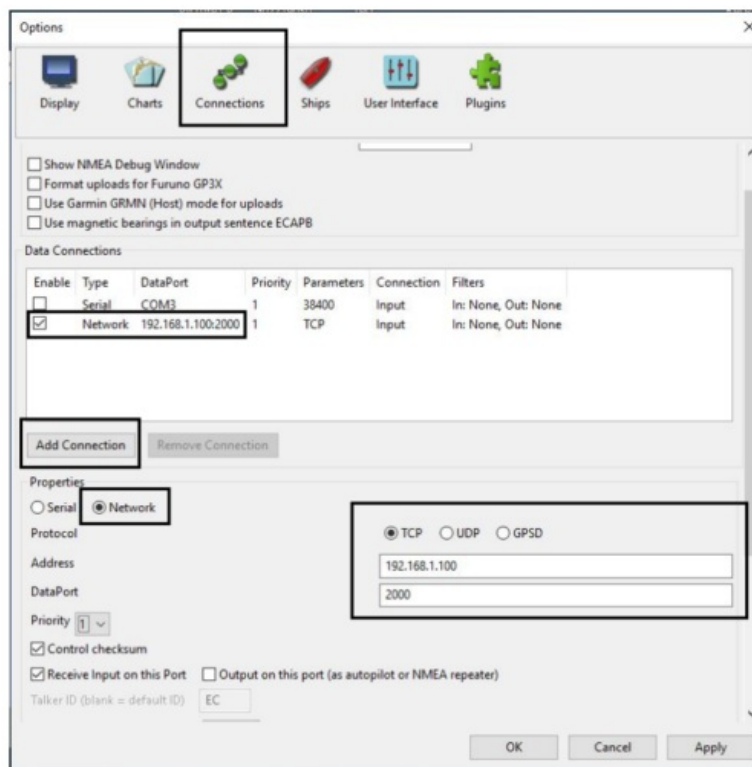 Options
Display Charts Connections Ships User Interface Plugins
Show NMEA Debug Window
Format uploads for Furuno GP3X
Use Garmin GRMN (Host) mode for uploads
Use magnetic bearings in output sentence ECAPB
Data Connections
Enable Type DataPort Priority Parameters Connection Filters
Serial COM3 1 38400 Input In: None, Out: None
Network 192.168.1.100:2000 1 TCP Input In: None, Out: None
Add Connection Remove Connection
Properties
Serial Network
Protocol TCP UDP GPSD
Address 192.168.1.100
DataPort 2000
Priority 1
Control checksum
Receive Input on this Port Output on this port (as autopilot or NMEA repeater)
Talker ID (blank = default ID) EC
OK Cancel Apply